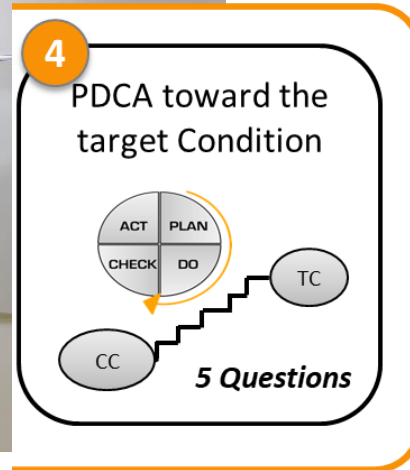 4
PDCA toward the
target Condition
ACT PLAN
CHECK DO
TC
CC
5 Questions